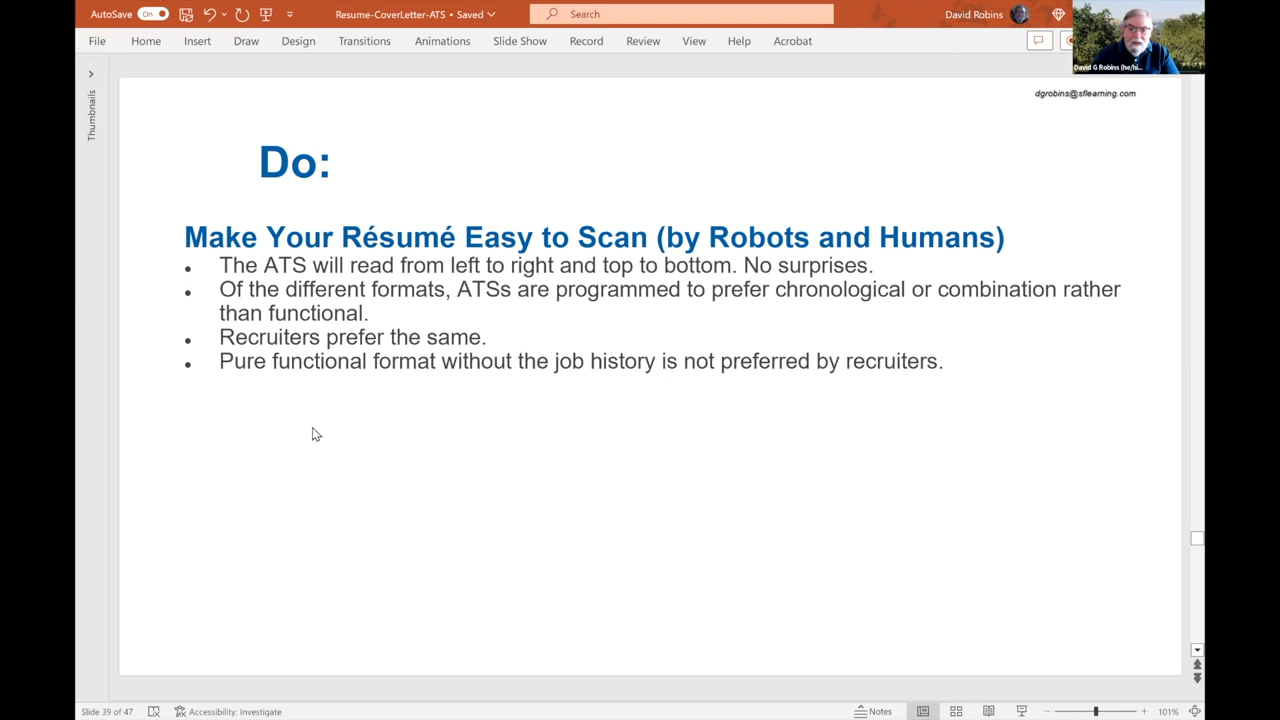 AutoSave On Resume-CoverLetter-ATS • Saved Search David Robins
File Home Insert Draw Design Transitions Animations Slide Show Record Review View Help Acrobat
David G Robins (he/hi...
Thumbnails
dgrobins@sflearning.com
Do:
Make Your Résumé Easy to Scan (by Robots and Humans)
• The ATS will read from left to right and top to bottom. No surprises.
• Of the different formats, ATSs are programmed to prefer chronological or combination rather
than functional.
• Recruiters prefer the same.
• Pure functional format without the job history is not preferred by recruiters.
Slide 39 of 47 Accessibility: Investigate Notes 101%